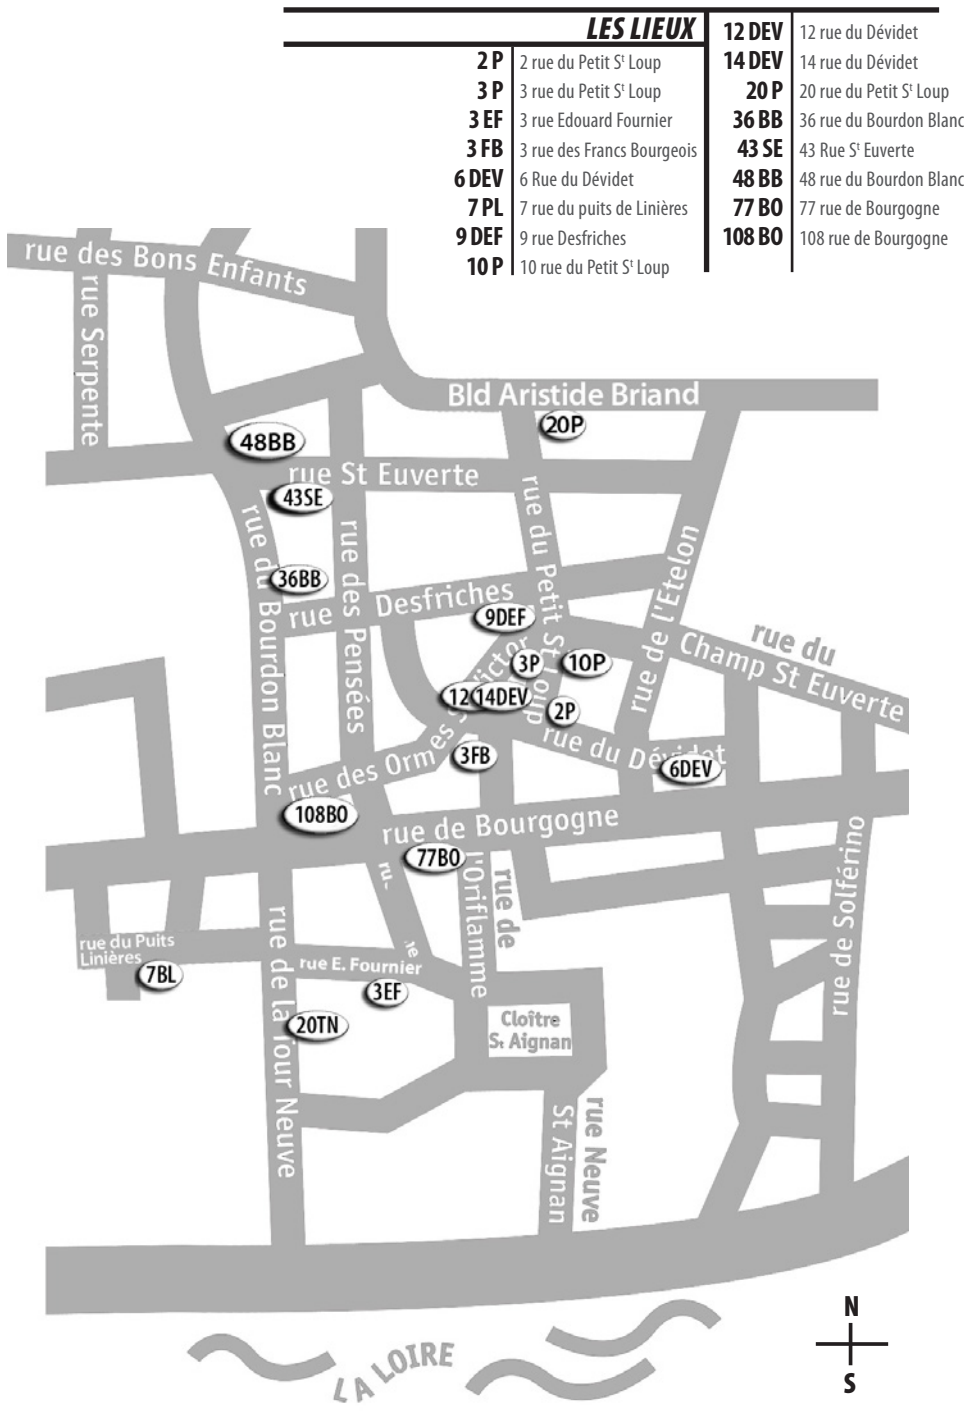 LES LIEUX
2 P 2 rue du Petit St Loup
3 P 3 rue du Petit St Loup
3 EF 3 rue Edouard Fournier
3 FB 3 rue des Francs Bourgeois
6 DEV 6 Rue du Dévidet
7 PL 7 rue du puits de Linières
9 DEF 9 rue Desfriches
10 P 10 rue du Petit St Loup
12 DEV 12 rue du Dévidet
14 DEV 14 rue du Dévidet
20 P 20 rue du Petit St Loup
36 BB 36 rue du Bourdon Blanc
43 SE 43 Rue St Euverte
48 BB 48 rue du Bourdon Blanc
77 BO 77 rue de Bourgogne
108 BO 108 rue de Bourgogne
rue des Bons Enfants
rue Serpente
Bld Aristide Briand
20P
48BB
rue St Euverte
43SE
rue du Bourdon Blanc
rue des Pensées
rue du Petit St Loup
rue de l'Etelon
36BB
rue Desfriches
9DEF
rue du
Champ St Euverte
3P
10P
12
14DEV
2P
rue du Dévidet
6DEV
3FB
rue des Ormes St Victor
108BO
rue de Bourgogne
77BO
rue de
l'Oriflamme
rue de Solférino
rue du Puits
Linières
7BL
rue de la Tour Neuve
rue E. Fournier
3EF
20TN
Cloître
St Aignan
rue Neuve
St Aignan
LA LOIRE
N
S